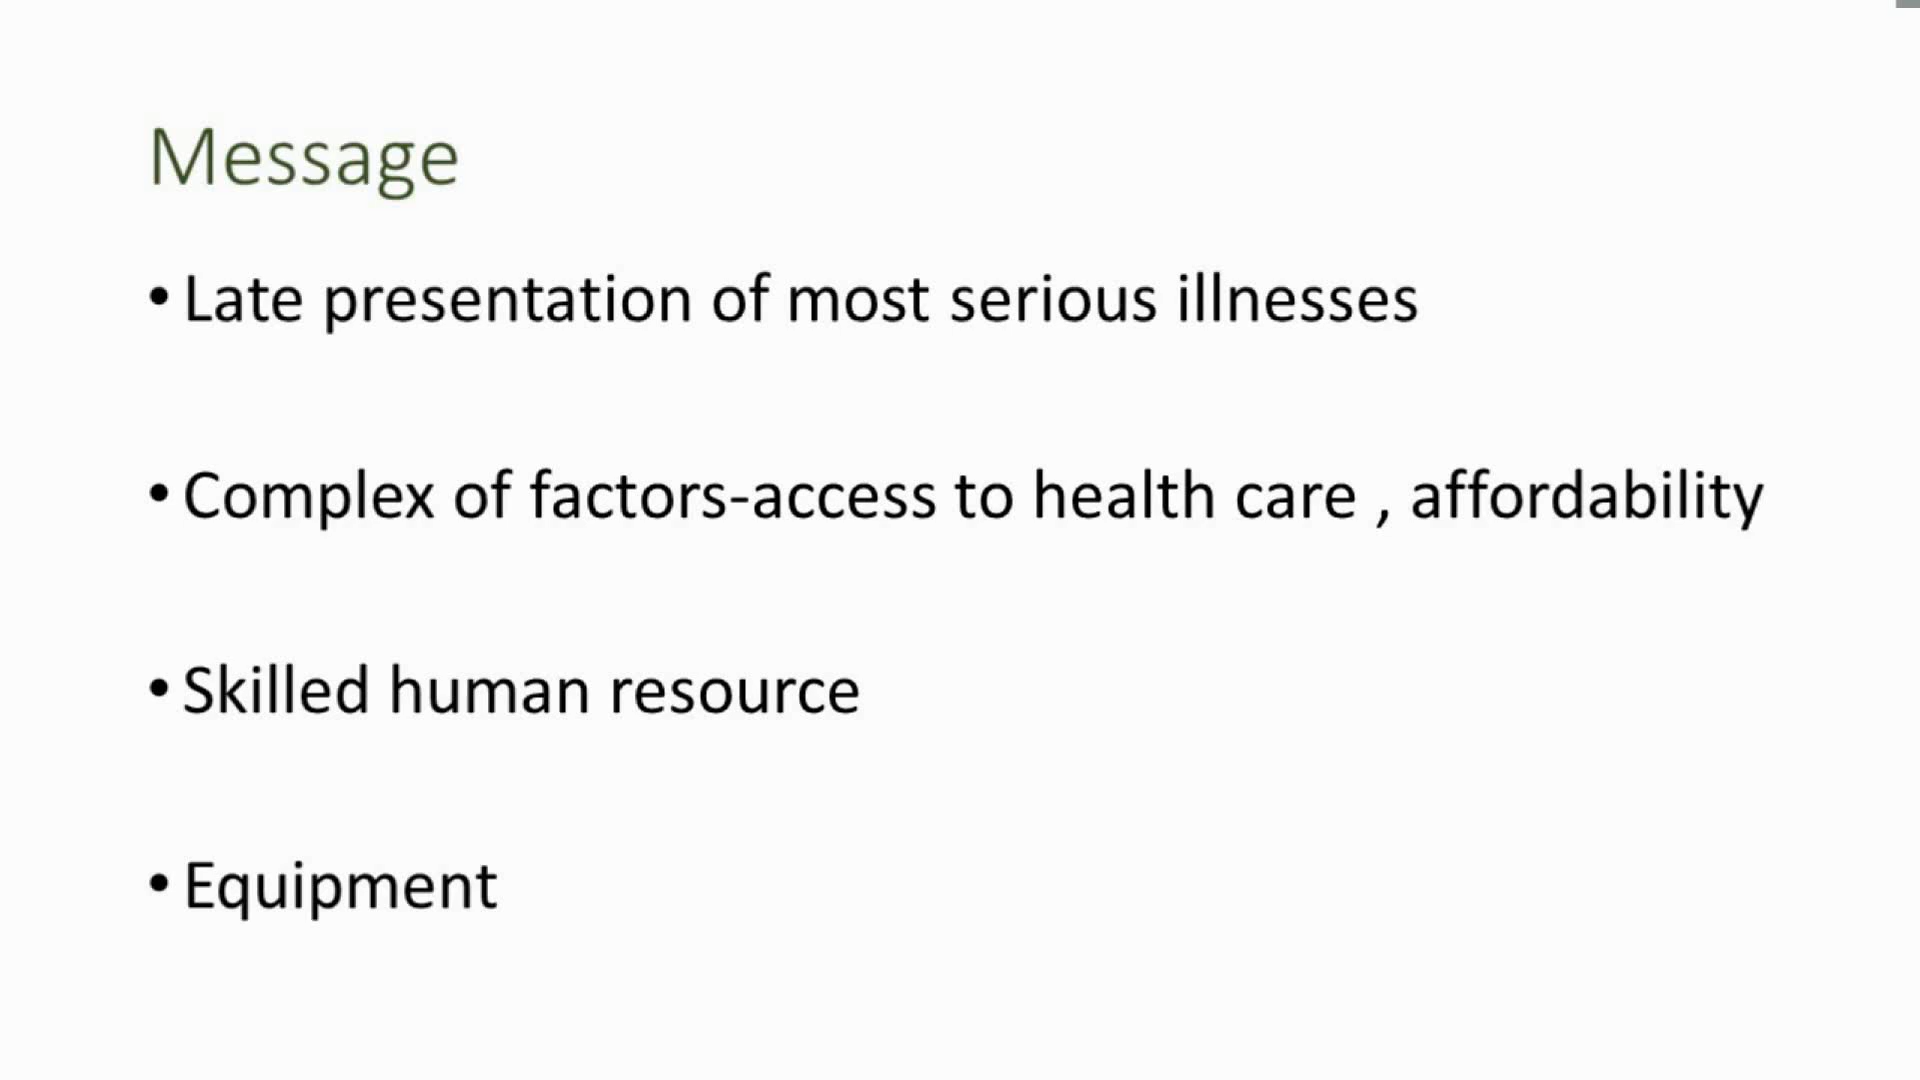 Message
• Late presentation of most serious illnesses
• Complex of factors-access to health care , affordability
• Skilled human resource
• Equipment